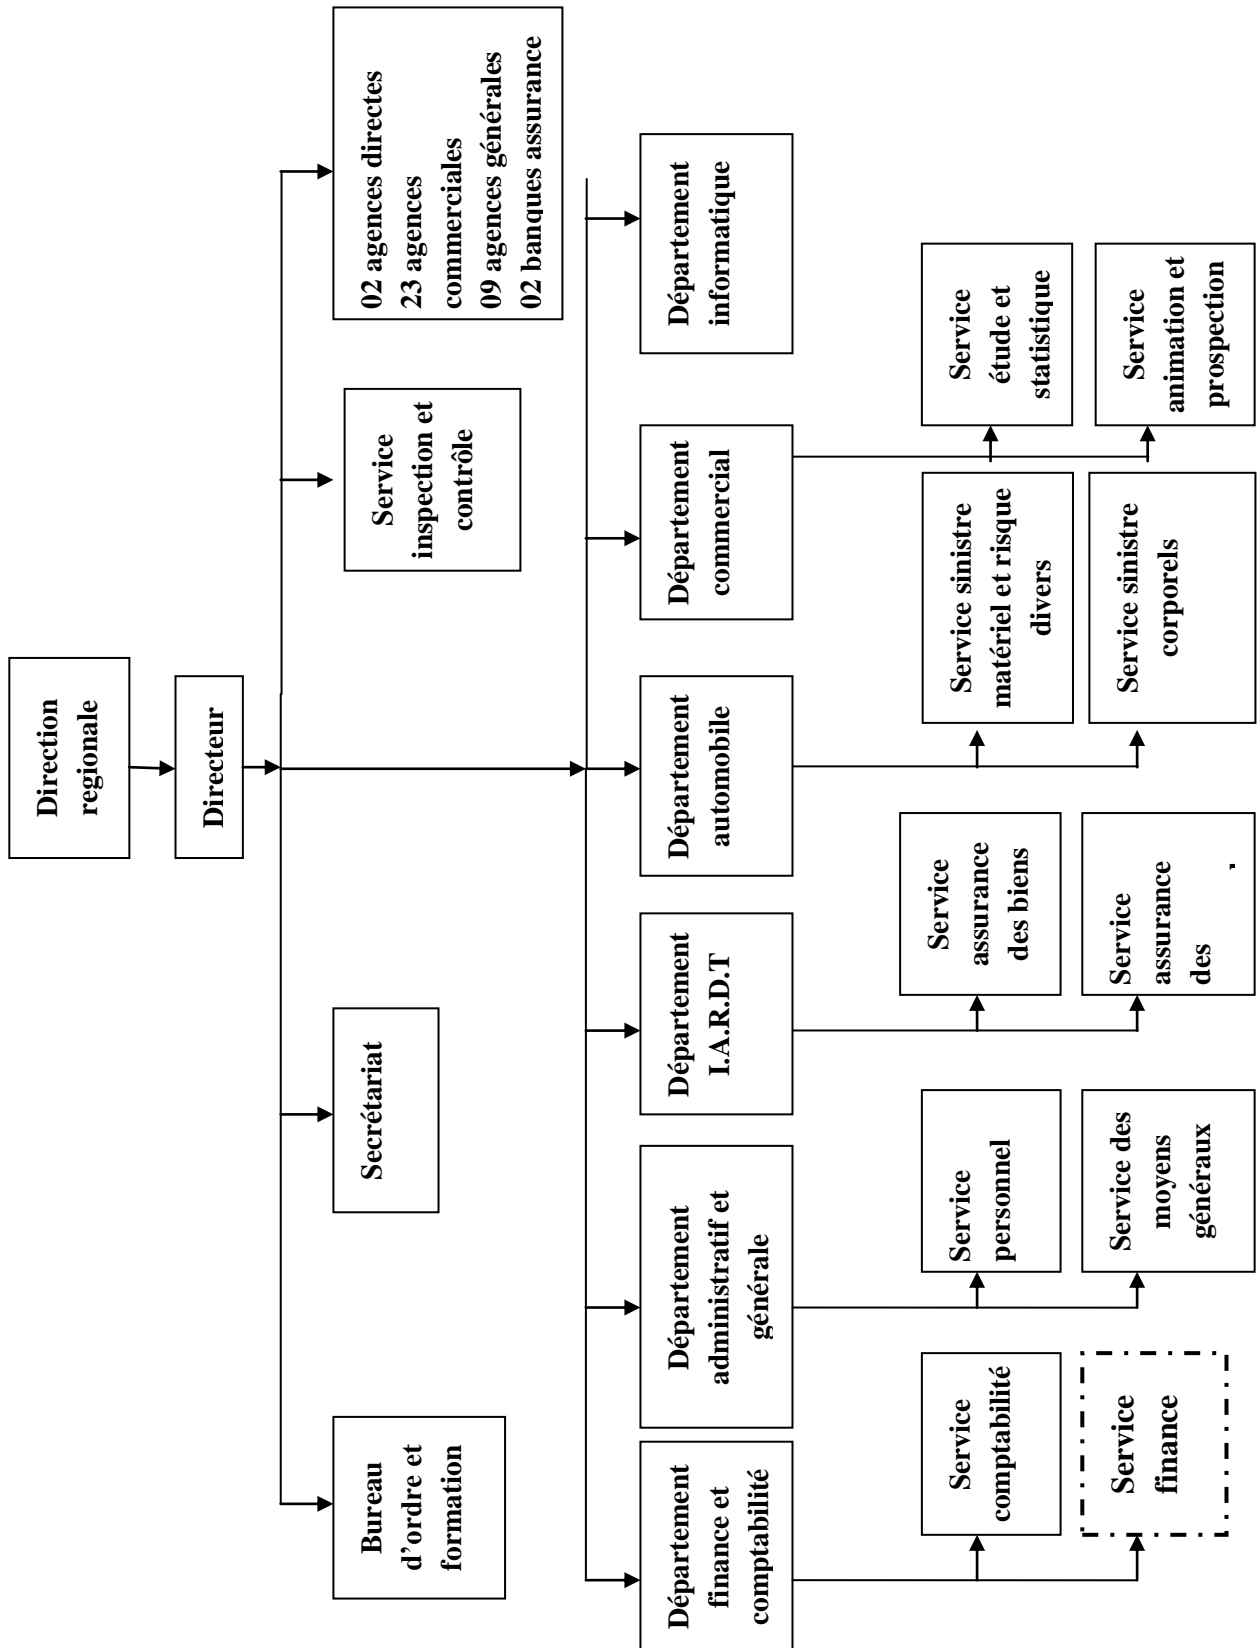 Direction
regionale
Directeur
Bureau
d'ordre et
formation
Secrétariat
Service
inspection et
contrôle
02 agences directes
23 agences
commerciales
09 agences générales
02 banques assurance
Département
finance et
comptabilité
Département
administratif et
générale
Département
I.A.R.D.T
Département
automobile
Département
commercial
Département
informatique
Service
comptabilité
Service
personnel
Service
assurance
des biens
Service sinistre
matériel et risque
divers
Service
étude et
statistique
Service
finance
Service des
moyens
généraux
Service
assurance
des
Service sinistre
corporels
Service
animation et
prospection